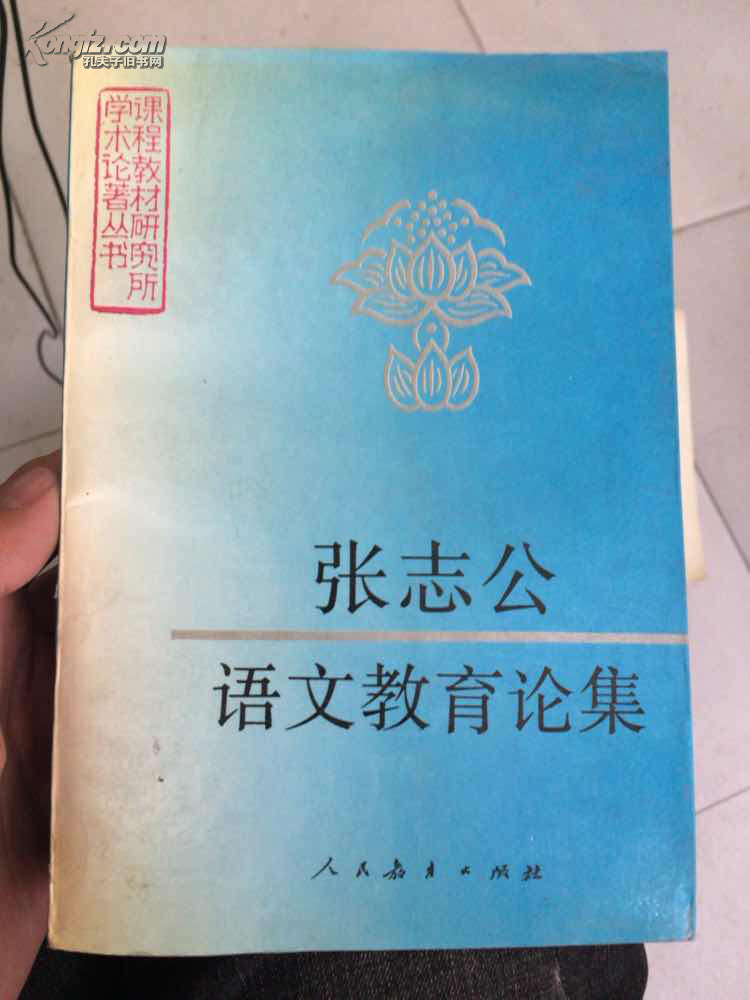 Kongfz.com
孔夫子旧书网
课程教材研究所
学术论著丛书
张志公
语文教育论集
人民教育出版社